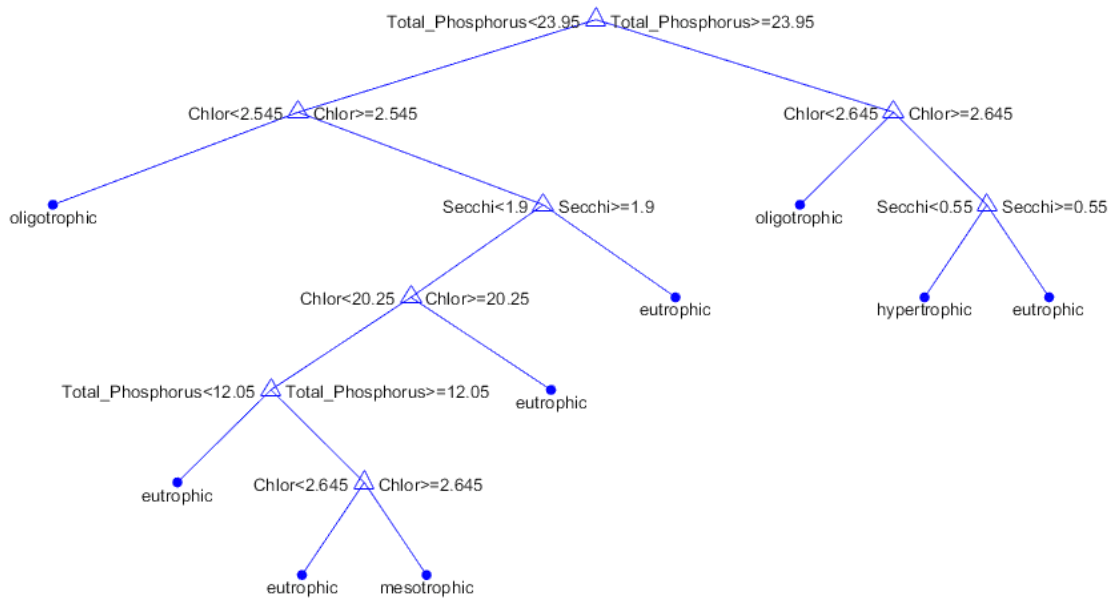 Total_Phosphorus<23.95 Total_Phosphorus>=23.95
Chlor<2.545 Chlor>=2.545 Chlor<2.645 Chlor>=2.645
oligotrophic Secchi<1.9 Secchi>=1.9 oligotrophic Secchi<0.55 Secchi>=0.55
Chlor<20.25 Chlor>=20.25 eutrophic hypertrophic eutrophic
Total_Phosphorus<12.05 Total_Phosphorus>=12.05 eutrophic
eutrophic Chlor<2.645 Chlor>=2.645
eutrophic mesotrophic